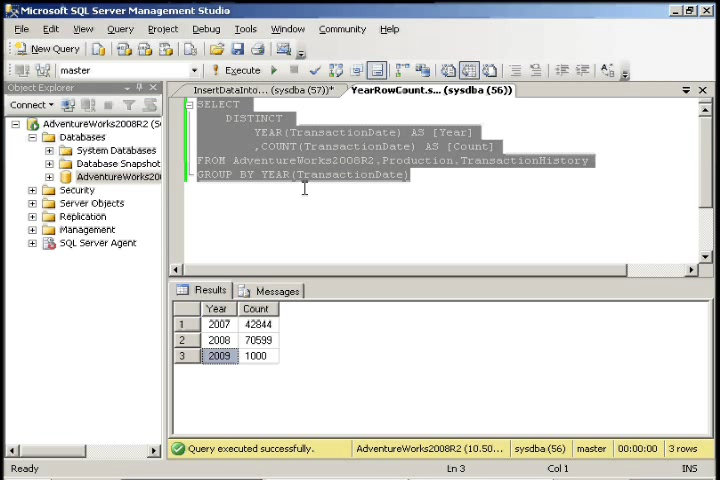 Microsoft SQL Server Management Studio
File Edit View Query Project Debug Tools Window Community Help
New Query
master Execute
Object Explorer
Connect
AdventureWorks2008R2 (S
Databases
System Databases
Database Snapshot
AdventureWorks20
Security
Server Objects
Replication
Management
SQL Server Agent
InsertDataInto... (sysdba (57))* YearRowCount.s... (sysdba (56))
SELECT
DISTINCT
YEAR(TransactionDate) AS [Year]
,COUNT(TransactionDate) AS [Count]
FROM AdventureWorks2008R2.Production.TransactionHistory
GROUP BY YEAR(TransactionDate)
Results Messages
Year Count
1 2007 42844
2 2008 70599
3 2009 1000
Query executed successfully. AdventureWorks2008R2 (10.50... sysdba (56) master 00:00:00 3 rows
Ready Ln 3 Col 1 INS